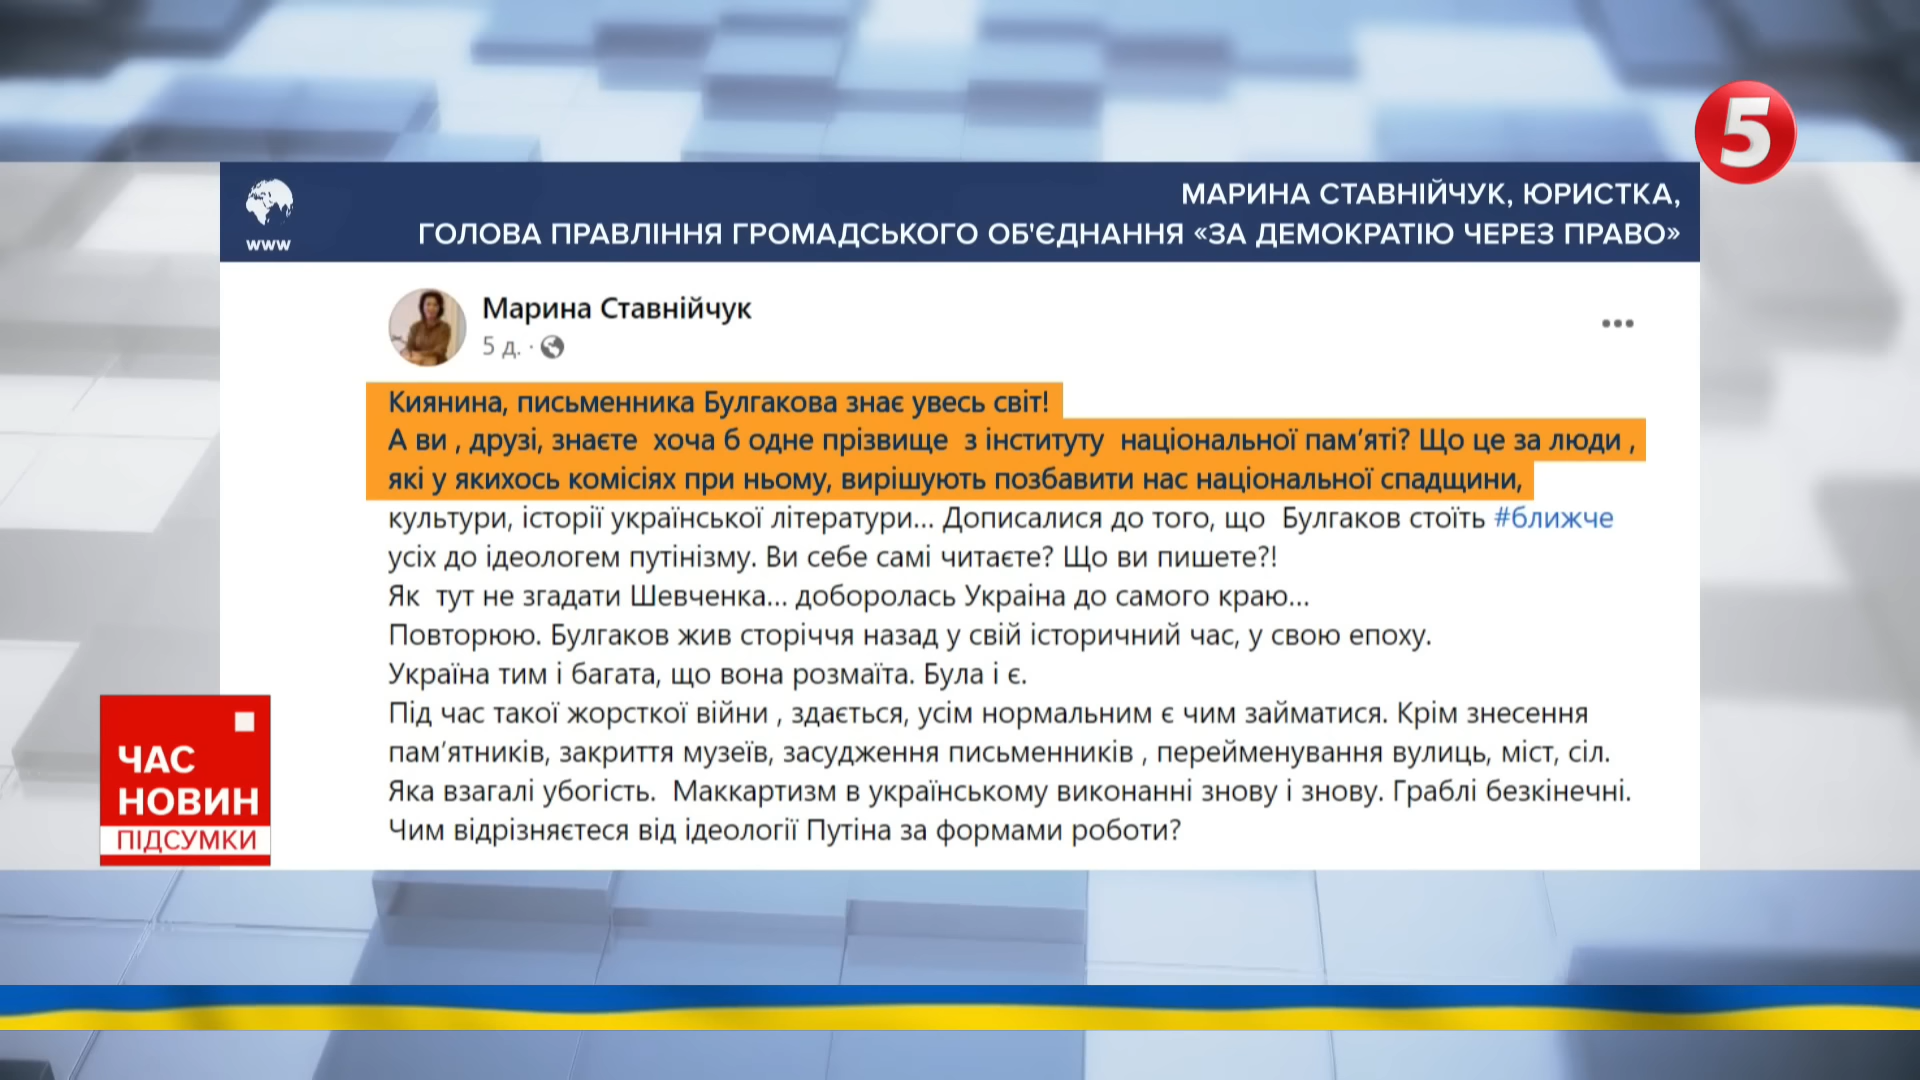 5
МАРИНА СТАВНІЙЧУК, ЮРИСТКА,
ГОЛОВА ПРАВЛІННЯ ГРОМАДСЬКОГО ОБ'ЄДНАННЯ «ЗА ДЕМОКРАТІЮ ЧЕРЕЗ ПРАВО»
www
Марина Ставнійчук
5 д. ·
Киянина, письменника Булгакова знає увесь світ!
А ви , друзі, знаєте хоча б одне прізвище з інституту національної пам’яті? Що це за люди ,
які у якихось комісіях при ньому, вирішують позбавити нас національної спадщини,
культури, історії української літератури... Дописалися до того, що Булгаков стоїть #ближче
усіх до ідеологем путінізму. Ви себе самі читаєте? Що ви пишете?!
Як тут не згадати Шевченка... доборолась Украіна до самого краю...
Повторюю. Булгаков жив сторіччя назад у свій історичний час, у свою епоху.
Україна тим і багата, що вона розмаїта. Була і є.
Під час такої жорсткої війни , здається, усім нормальним є чим займатися. Крім знесення
пам’ятників, закриття музеїв, засудження письменників , перейменування вулиць, міст, сіл.
Яка взагалі убогість. Маккартизм в українському виконанні знову і знову. Граблі безкінечні.
Чим відрізняєтеся від ідеології Путіна за формами роботи?
ЧАС
НОВИН
ПІДСУМКИ